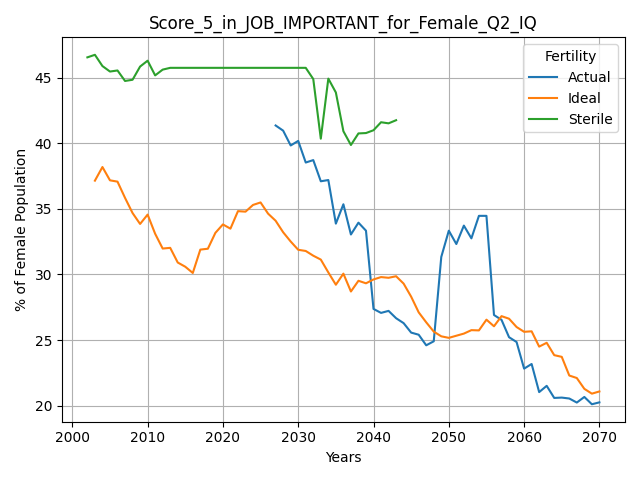 Score_5_in_JOB_IMPORTANT_for_Female_Q2_IQ
% of Female Population
45
40
35
30
25
20
Fertility
Actual
Ideal
Sterile
2000 2010 2020 2030 2040 2050 2060 2070
Years